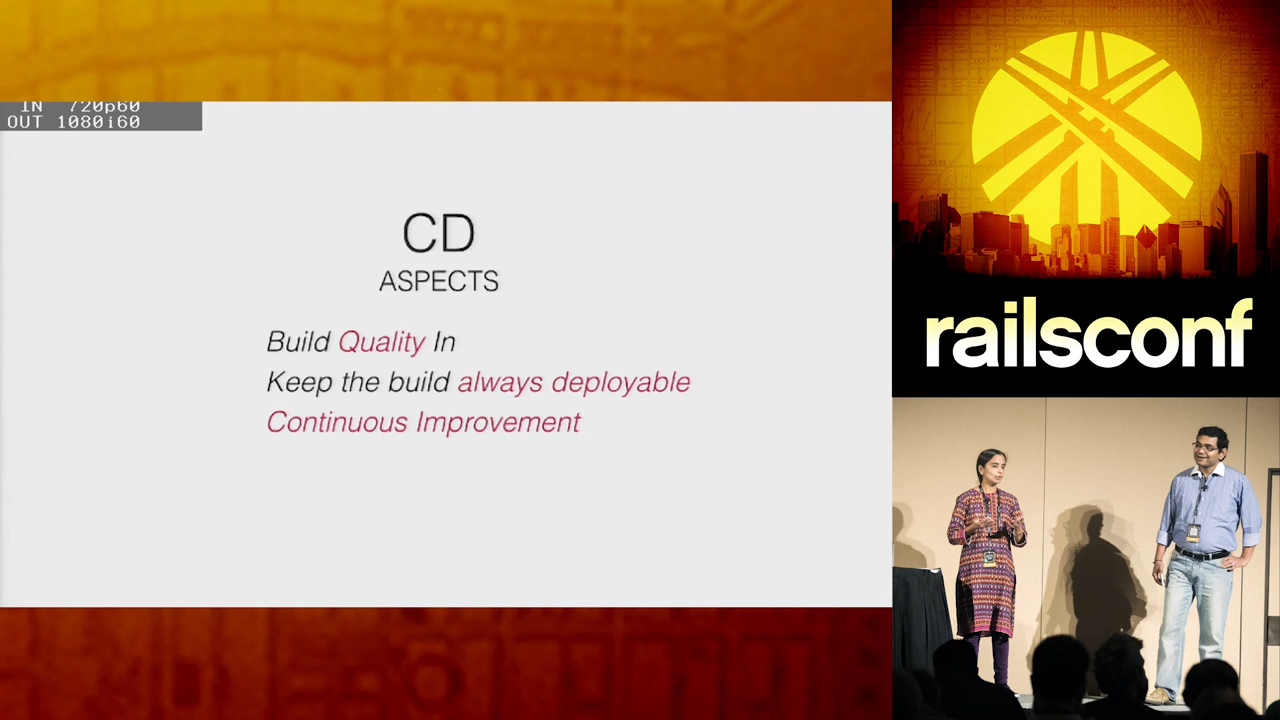 IN 720p60
OUT 1080i60
CD
ASPECTS
Build Quality In
Keep the build always deployable
Continuous Improvement
railsconf